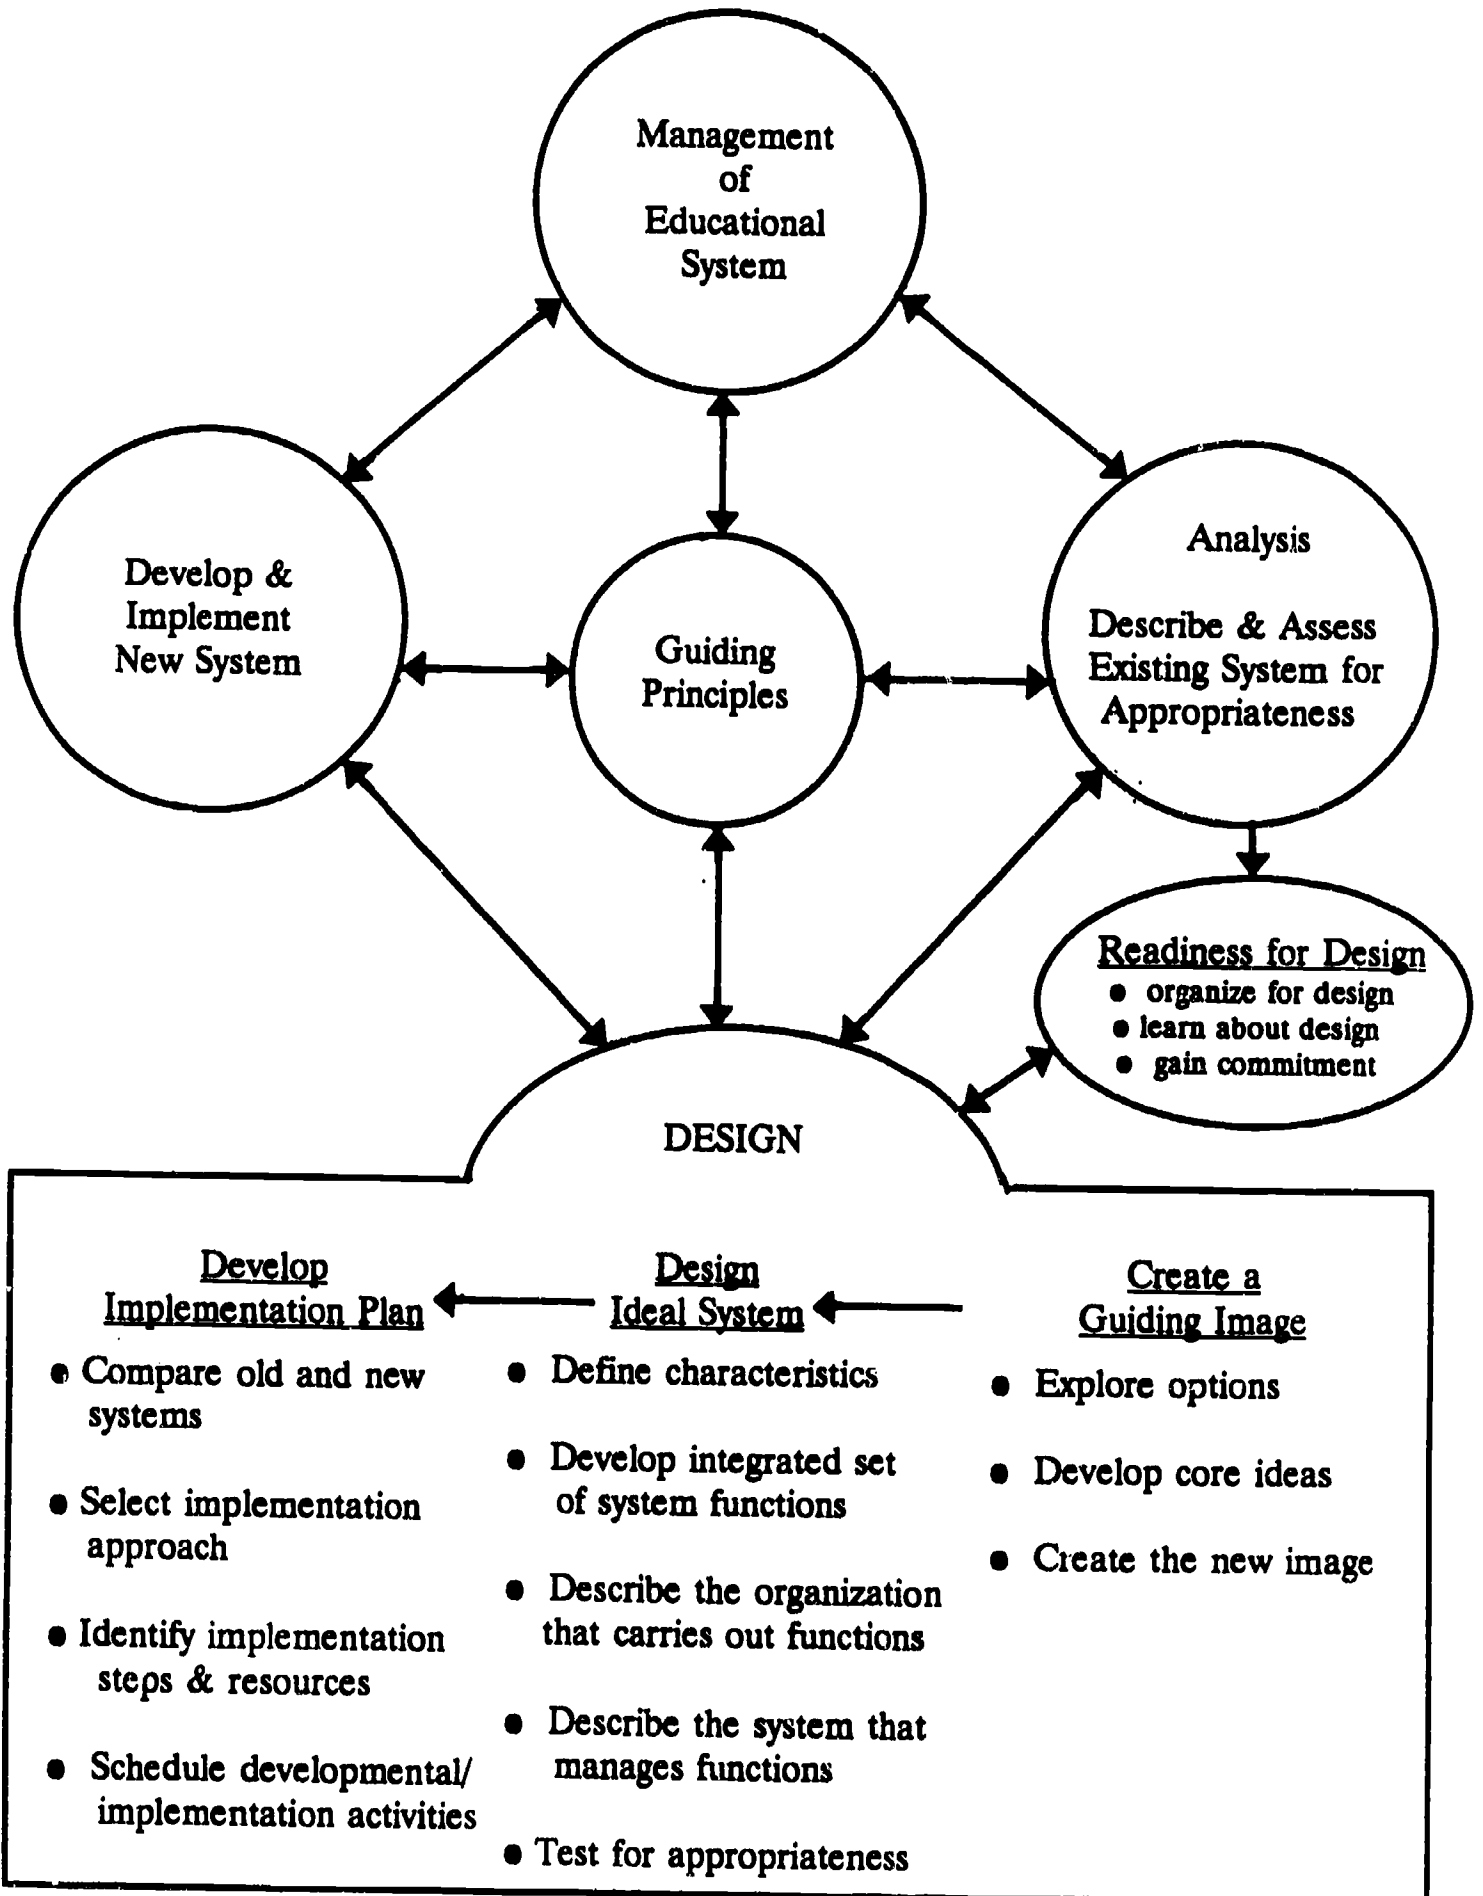 Management
of
Educational
System
Develop &
Implement
New System
Guiding
Principles
Analysis
Describe & Assess
Existing System for
Appropriateness
Readiness for Design
● organize for design
● learn about design
● gain commitment
DESIGN
Develop
Implementation Plan
● Compare old and new
systems
● Select implementation
approach
● Identify implementation
steps & resources
● Schedule developmental/
implementation activities
Design
Ideal System
● Define characteristics
● Develop integrated set
of system functions
● Describe the organization
that carries out functions
● Describe the system that
manages functions
● Test for appropriateness
Create a
Guiding Image
● Explore options
● Develop core ideas
● Create the new image